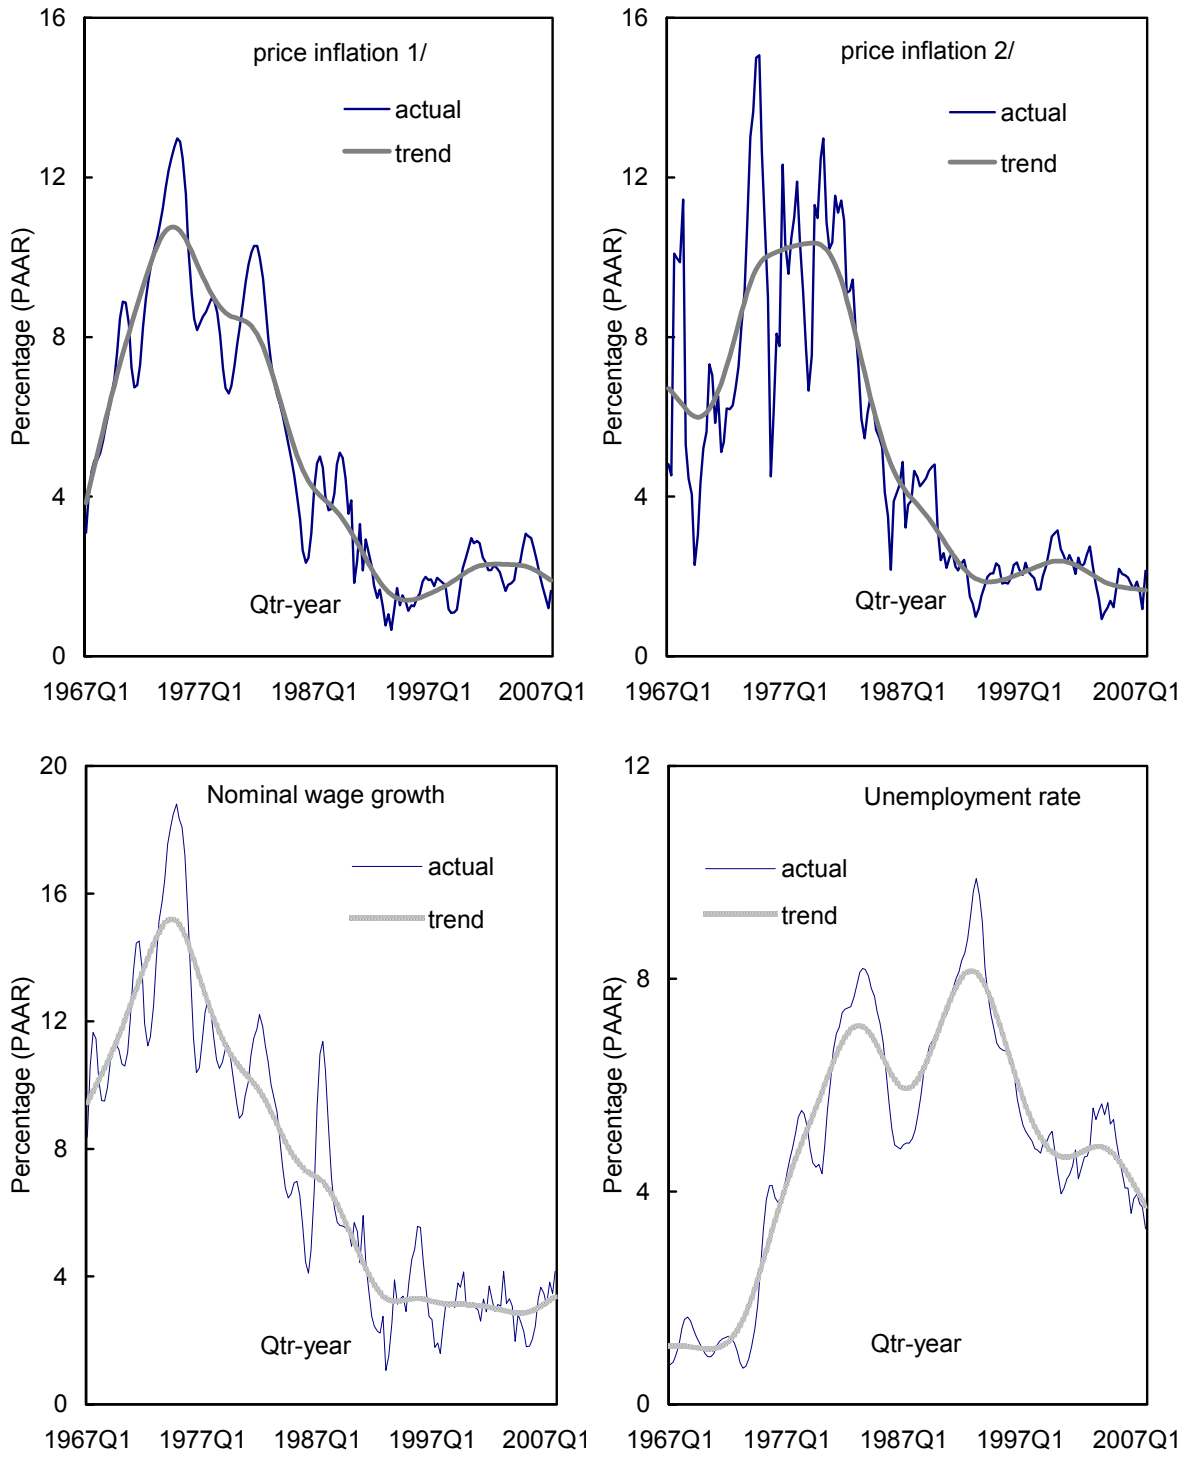 16
12
8
4
0
Percentage (PAAR)
price inflation 1/
actual
trend
Qtr-year
1967Q1 1977Q1 1987Q1 1997Q1 2007Q1
16
12
8
4
0
Percentage (PAAR)
price inflation 2/
actual
trend
Qtr-year
1967Q1 1977Q1 1987Q1 1997Q1 2007Q1
20
16
12
8
4
0
Percentage (PAAR)
Nominal wage growth
actual
trend
Qtr-year
1967Q1 1977Q1 1987Q1 1997Q1 2007Q1
12
8
4
0
Percentage (PAAR)
Unemployment rate
actual
trend
Qtr-year
1967Q1 1977Q1 1987Q1 1997Q1 2007Q1